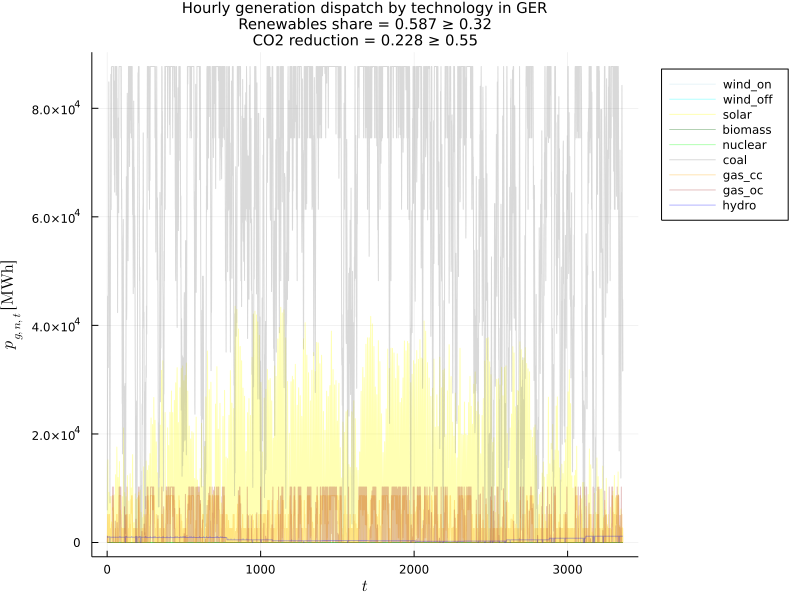 Hourly generation dispatch by technology in GER
Renewables share = 0.587 ≥ 0.32
CO2 reduction = 0.228 ≥ 0.55
8.0×10⁴
6.0×10⁴
4.0×10⁴
2.0×10⁴
0
p g, n, t [MWh]
0 1000 2000 3000
t
wind_on
wind_off
solar
biomass
nuclear
coal
gas_cc
gas_oc
hydro